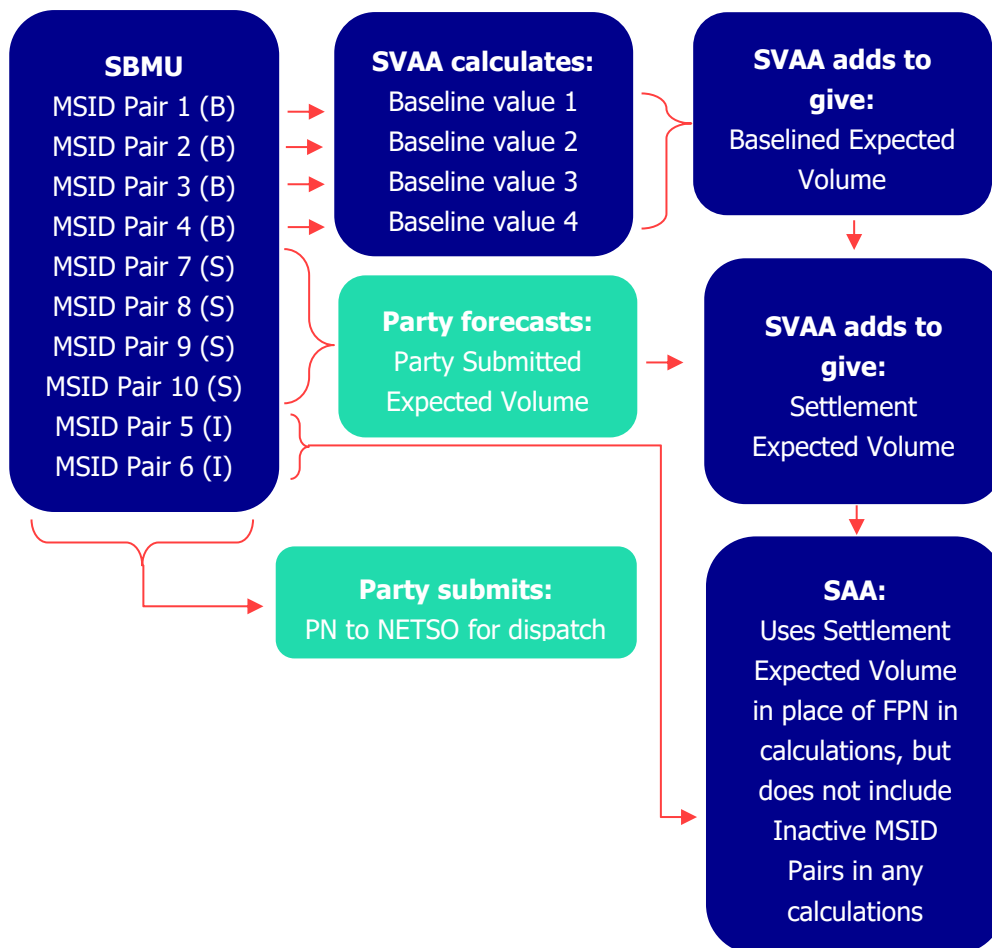 SBMU
MSID Pair 1 (B)
MSID Pair 2 (B)
MSID Pair 3 (B)
MSID Pair 4 (B)
MSID Pair 7 (S)
MSID Pair 8 (S)
MSID Pair 9 (S)
MSID Pair 10 (S)
MSID Pair 5 (I)
MSID Pair 6 (I)
SVAA calculates:
Baseline value 1
Baseline value 2
Baseline value 3
Baseline value 4
SVAA adds to
give:
Baselined Expected
Volume
Party forecasts:
Party Submitted
Expected Volume
SVAA adds to
give:
Settlement
Expected Volume
Party submits:
PN to NETSO for dispatch
SAA:
Uses Settlement
Expected Volume
in place of FPN in
calculations, but
does not include
Inactive MSID
Pairs in any
calculations